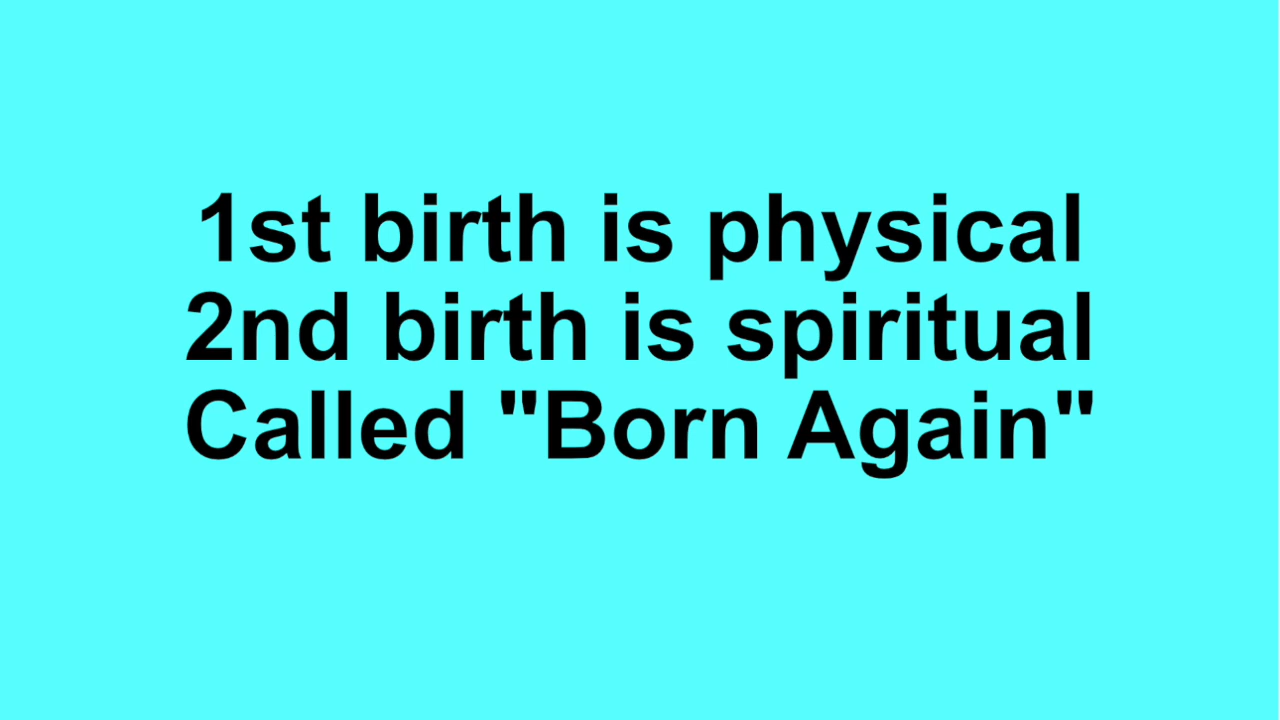 1st birth is physical
2nd birth is spiritual
Called "Born Again"